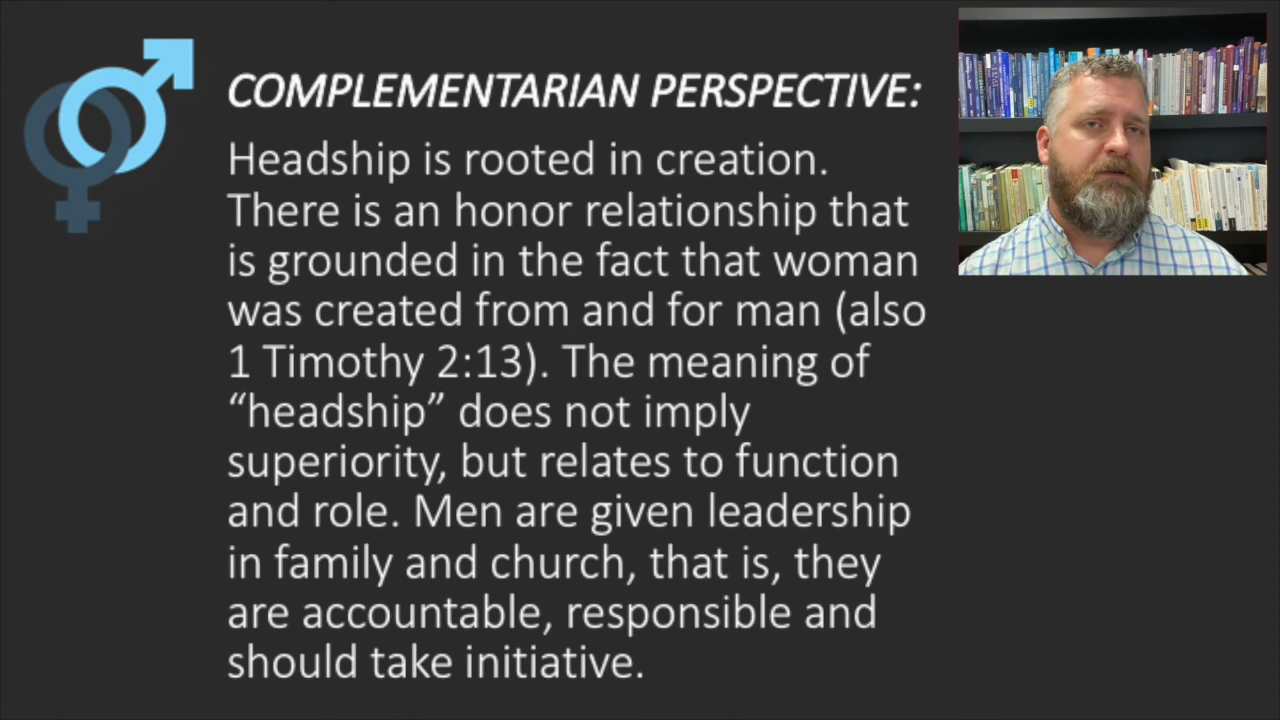 COMPLEMENTARIAN PERSPECTIVE:
Headship is rooted in creation.
There is an honor relationship that
is grounded in the fact that woman
was created from and for man (also
1 Timothy 2:13). The meaning of
“headship” does not imply
superiority, but relates to function
and role. Men are given leadership
in family and church, that is, they
are accountable, responsible and
should take initiative.